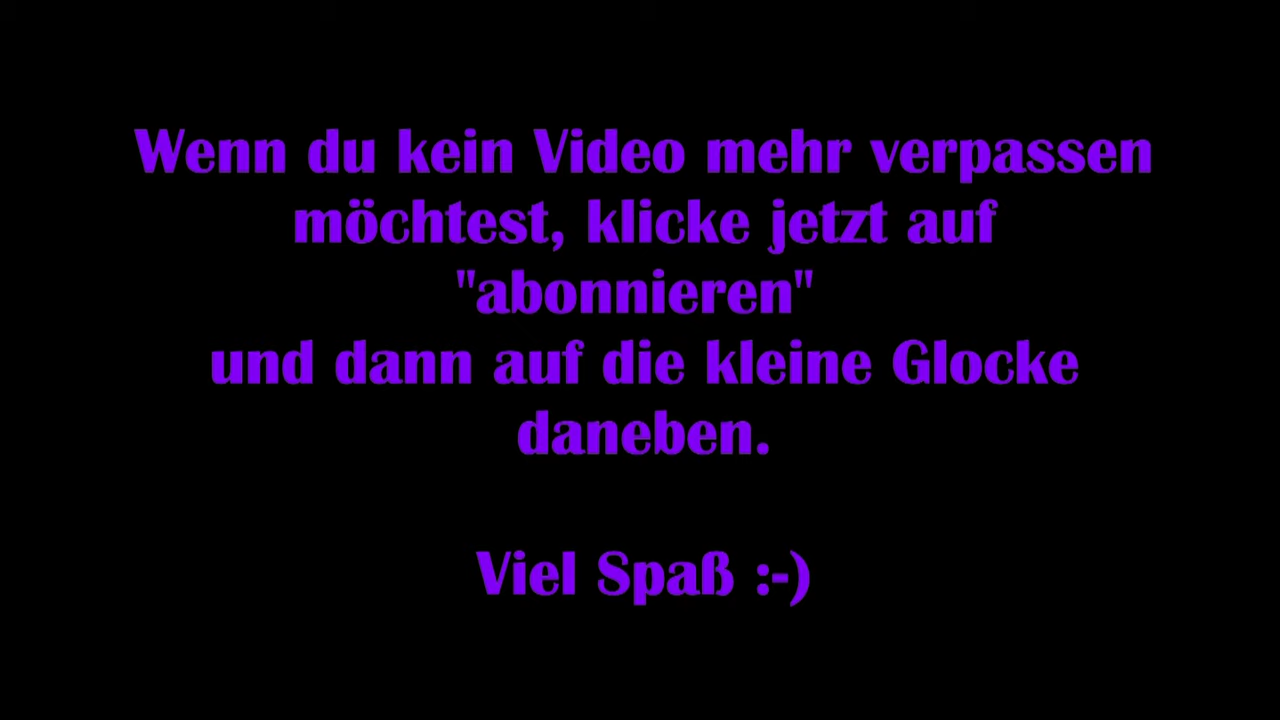 Wenn du kein Video mehr verpassen
möchtest, klicke jetzt auf
"abonnieren"
und dann auf die kleine Glocke
daneben.
Viel Spaß :-)